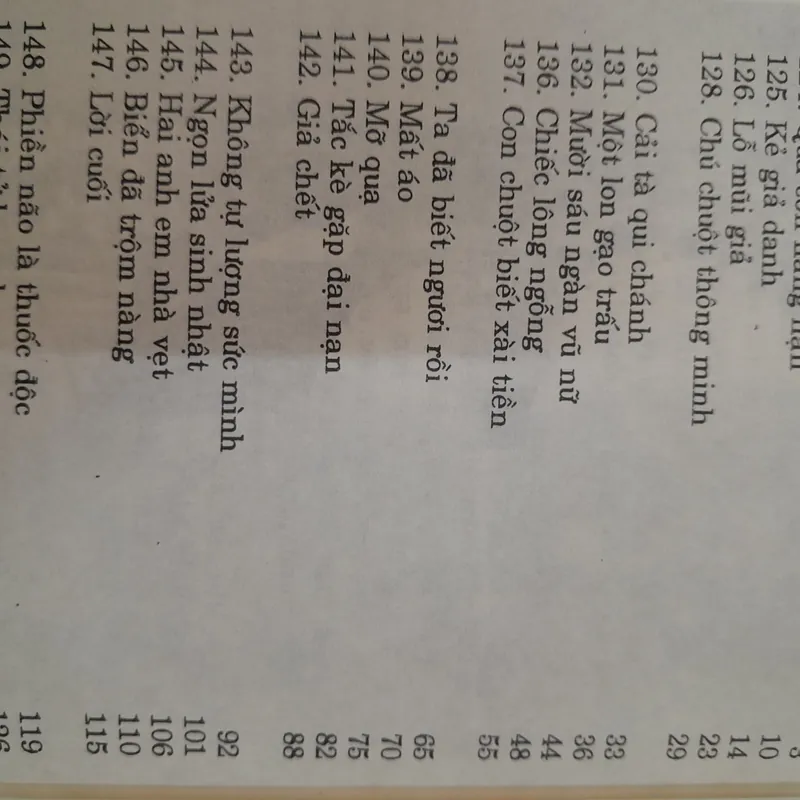 3
10
125. Kẻ giả danh 14
126. Lỗ mũi giả 23
128. Chú chuột thông minh 29
130. Cải tà qui chánh 33
131. Một lon gạo trấu 36
132. Mười sáu ngàn vũ nữ 44
136. Chiếc lông ngỗng 48
137. Con chuột biết xài tiền 55
138. Ta đã biết ngươi rồi 65
139. Mất áo 70
140. Mỡ quạ 75
141. Tắc kè gặp đại nạn 82
142. Giả chết 88
143. Không tự lượng sức mình 92
144. Ngọn lửa sinh nhật 101
145. Hai anh em nhà vẹt 106
146. Biển đã trộm nàng 110
147. Lời cuối 115
148. Phiền não là thuốc độc 119
149. 126